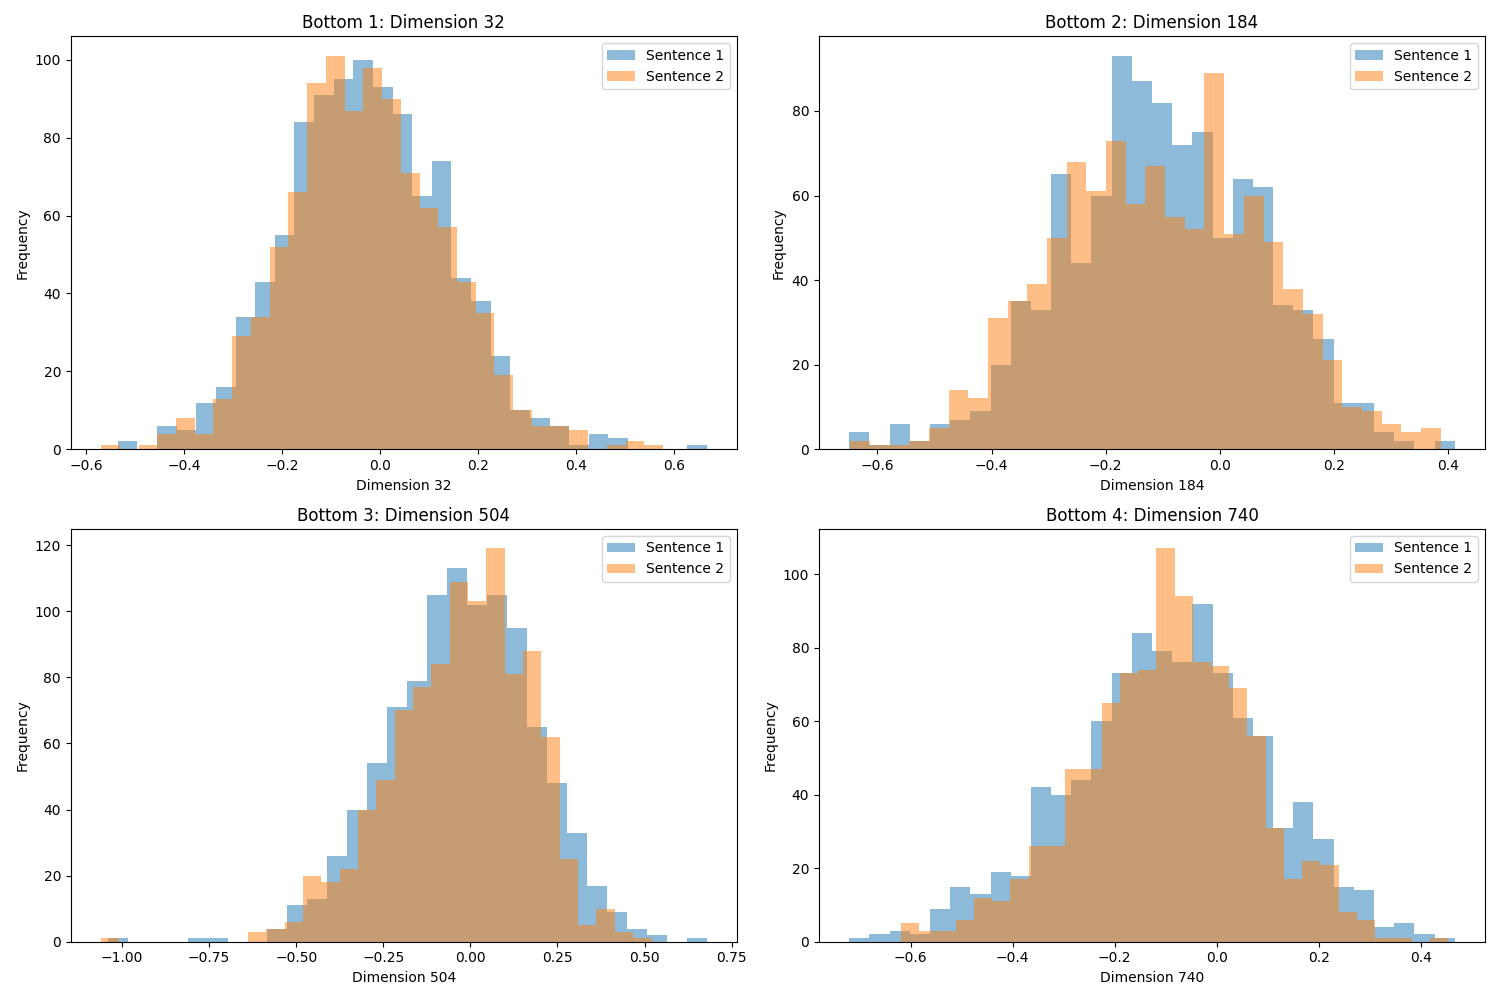 Bottom 1: Dimension 32
Sentence 1
Sentence 2
Frequency
0
20
40
60
80
100
−0.6 −0.4 −0.2 0.0 0.2 0.4 0.6
Dimension 32
Bottom 2: Dimension 184
Sentence 1
Sentence 2
Frequency
0
20
40
60
80
−0.6 −0.4 −0.2 0.0 0.2 0.4
Dimension 184
Bottom 3: Dimension 504
Sentence 1
Sentence 2
Frequency
0
20
40
60
80
100
120
−1.00 −0.75 −0.50 −0.25 0.00 0.25 0.50 0.75
Dimension 504
Bottom 4: Dimension 740
Sentence 1
Sentence 2
Frequency
0
20
40
60
80
100
−0.6 −0.4 −0.2 0.0 0.2 0.4
Dimension 740